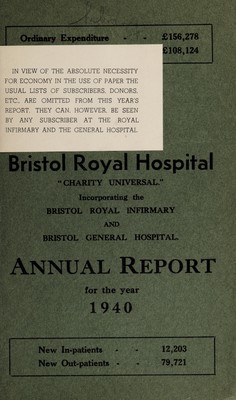 Ordinary Expenditure - - £156,278
£108,124
IN VIEW OF THE ABSOLUTE NECESSITY
FOR ECONOMY IN THE USE OF PAPER THE
USUAL LISTS OF SUBSCRIBERS, DONORS,
ETC., ARE OMITTED FROM THIS YEAR'S
REPORT. THEY CAN, HOWEVER, BE SEEN
BY ANY SUBSCRIBER AT THE ROYAL
INFIRMARY AND THE GENERAL HOSPITAL
Bristol Royal Hospital
"CHARITY UNIVERSAL."
Incorporating the
BRISTOL ROYAL INFIRMARY
AND
BRISTOL GENERAL HOSPITAL.
ANNUAL REPORT
for the year
1940
New In-patients - - 12,203
New Out-patients - - 79,721